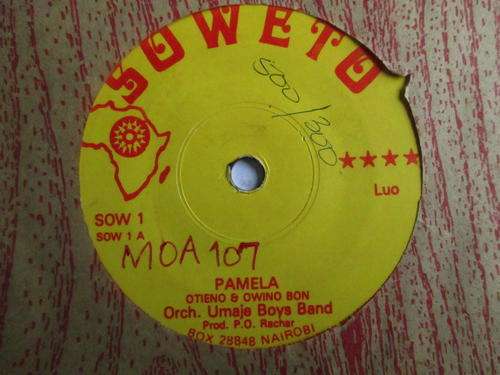 SOWETO
500/300
Luo
SOW 1
SOW 1 A
MOA 107
PAMELA
OTIENO & OWINO BON
Orch. Umaja Boys Band
Prod. P.O. Rachar
BOX 28848 NAIROBI